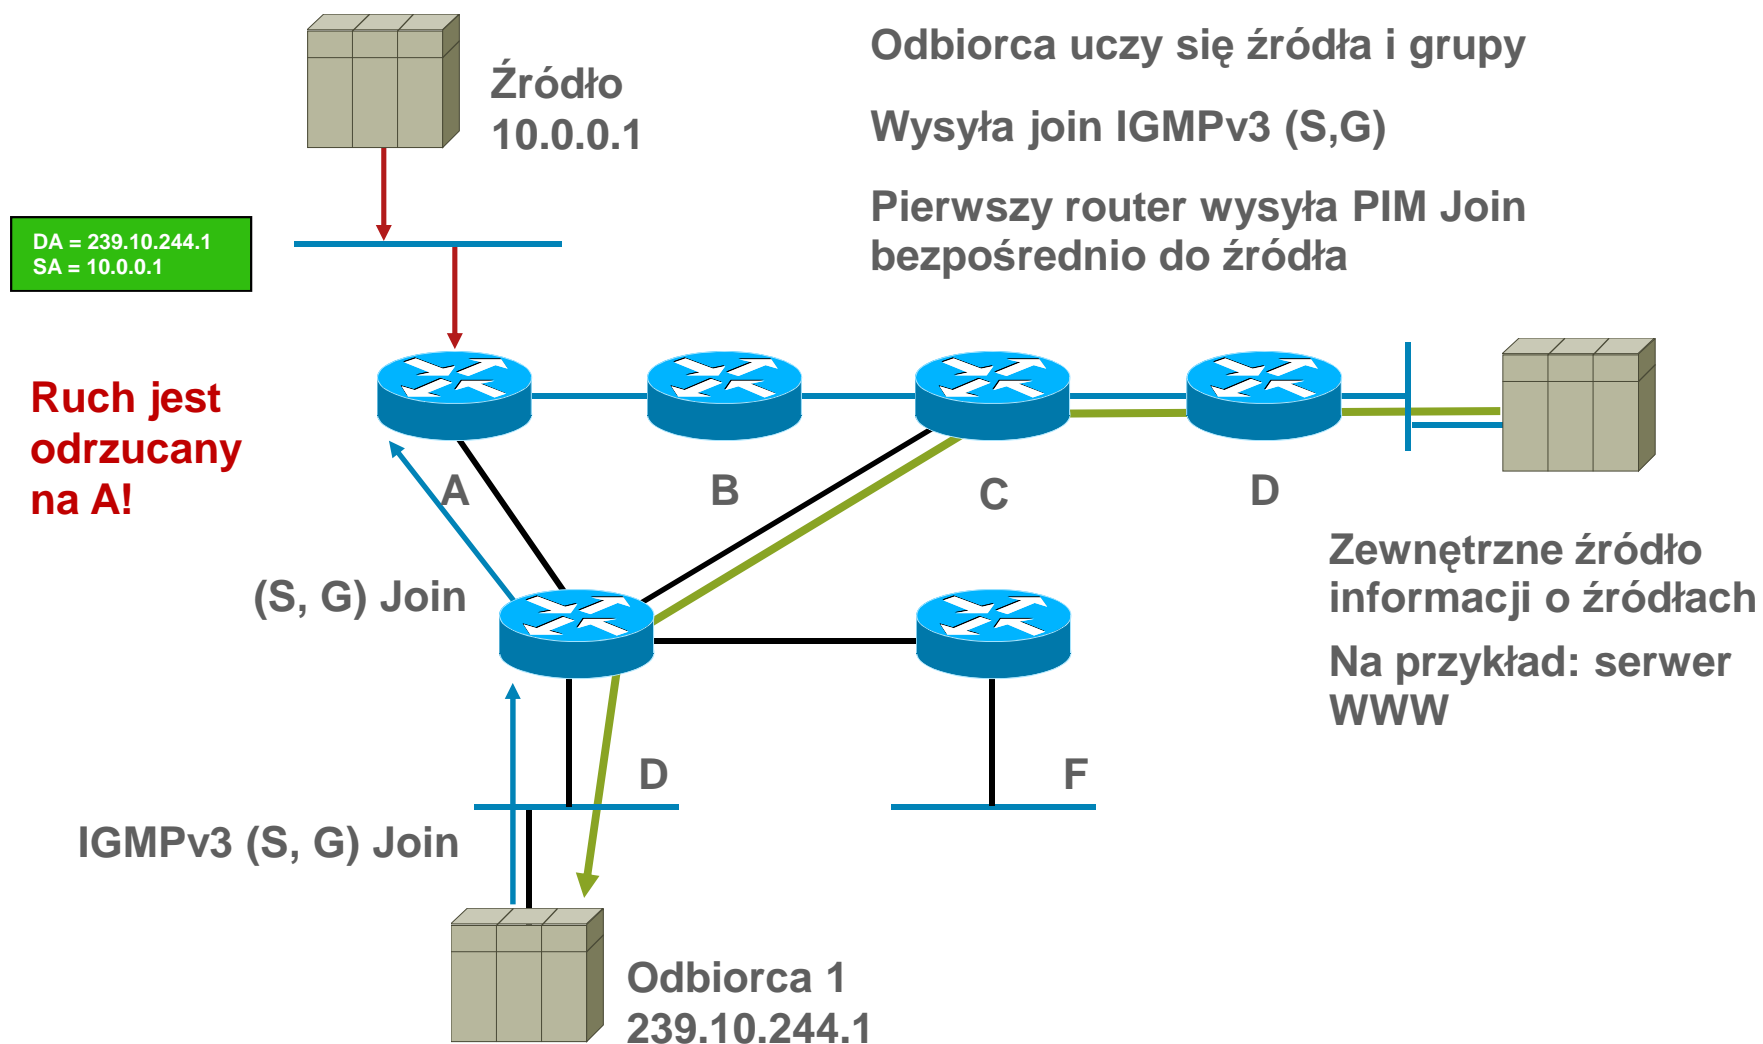 Źródło
10.0.0.1
Odbiorca uczy się źródła i grupy
Wysyła join IGMPv3 (S,G)
Pierwszy router wysyła PIM Join
bezpośrednio do źródła
DA = 239.10.244.1
SA = 10.0.0.1
Ruch jest
odrzucany
na A!
A
B
C
D
Zewnętrzne źródło
informacji o źródłach
Na przykład: serwer
WWW
(S, G) Join
D
F
IGMPv3 (S, G) Join
Odbiorca 1
239.10.244.1